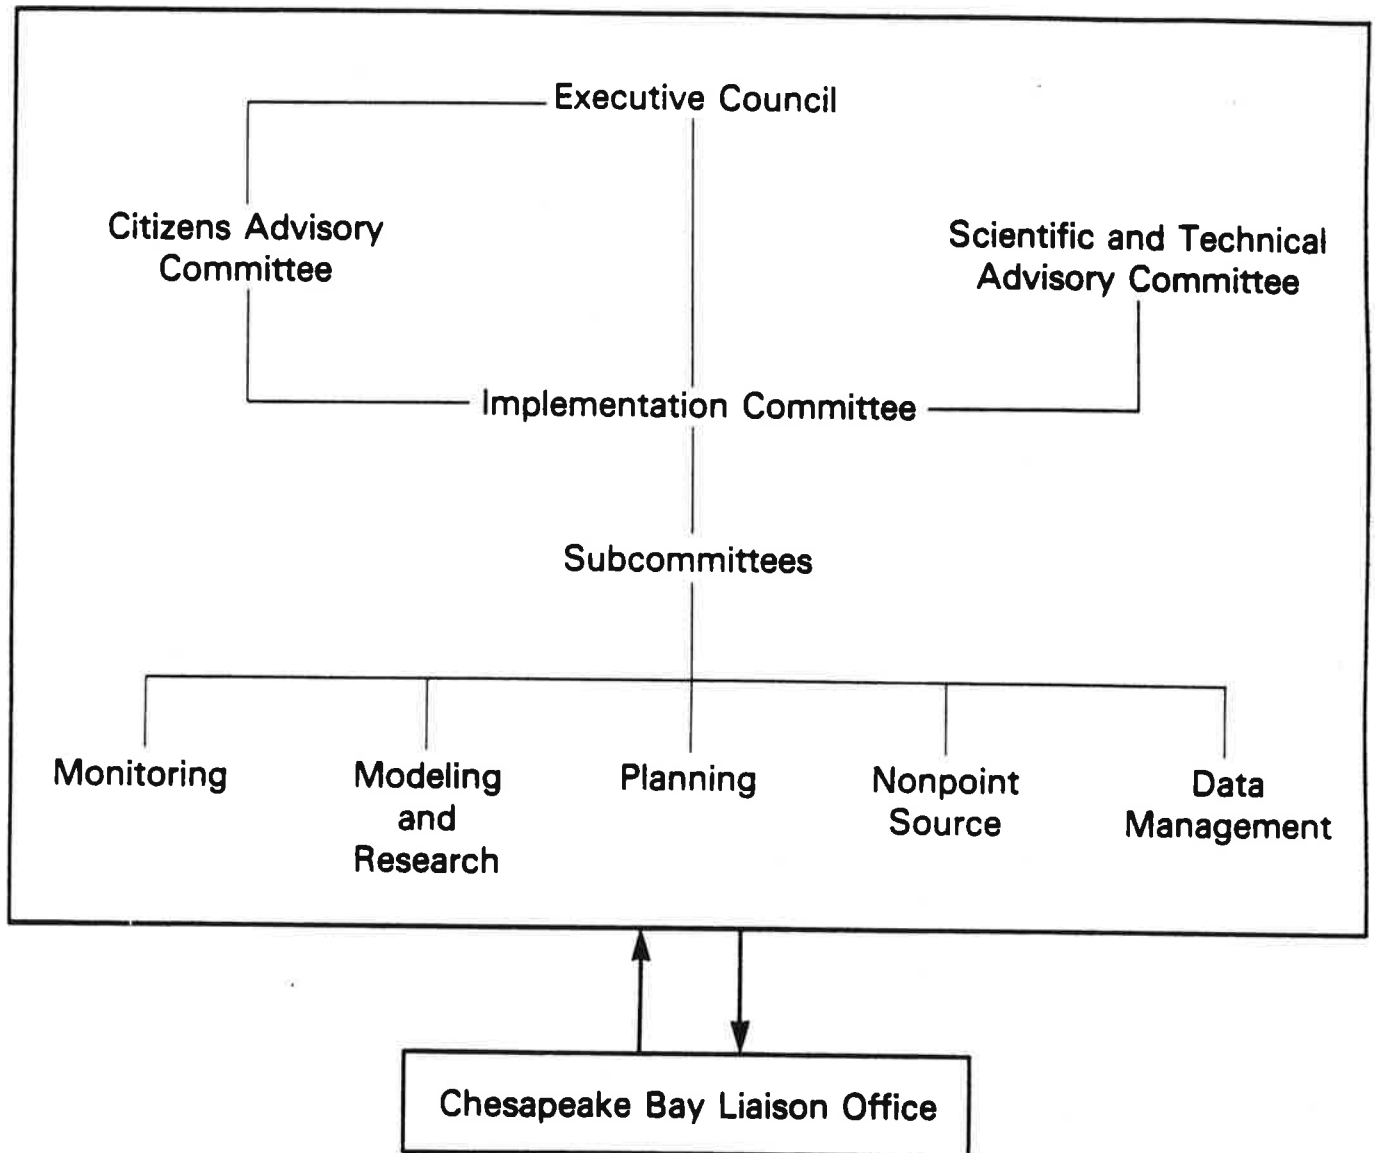 Executive Council
Citizens Advisory
Committee
Scientific and Technical
Advisory Committee
Implementation Committee
Subcommittees
Monitoring
Modeling
and
Research
Planning
Nonpoint
Source
Data
Management
Chesapeake Bay Liaison Office